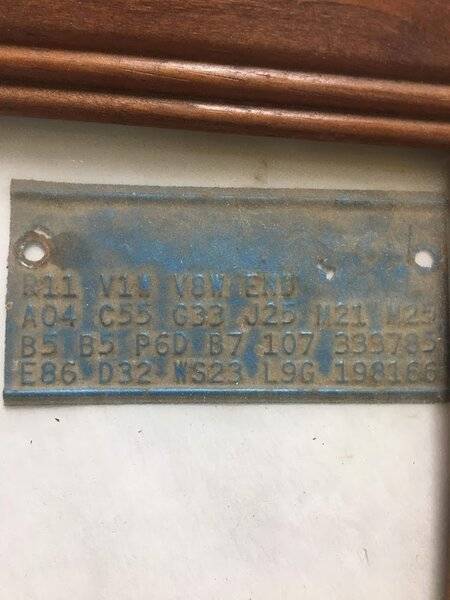 R11 V1W V8W END
A04 C55 G33 J25 M21 M25
B5 B5 P6D B7 107 333785
E86 D32 WS23 L9G 198166